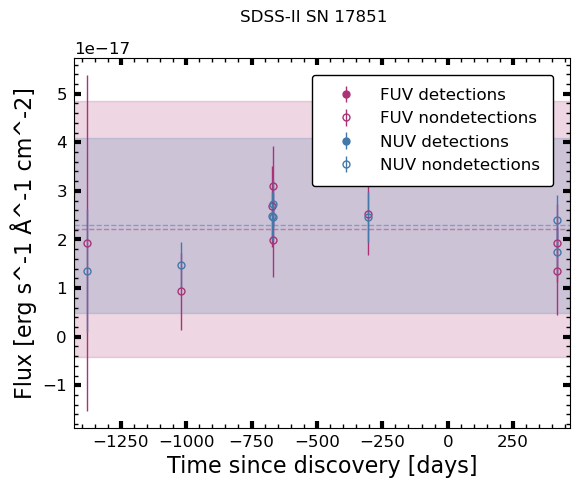 SDSS-II SN 17851
1e−17
FUV detections
FUV nondetections
NUV detections
NUV nondetections
5
4
3
2
1
0
−1
Flux [erg s^-1 Å^-1 cm^-2]
−1250 −1000 −750 −500 −250 0 250
Time since discovery [days]